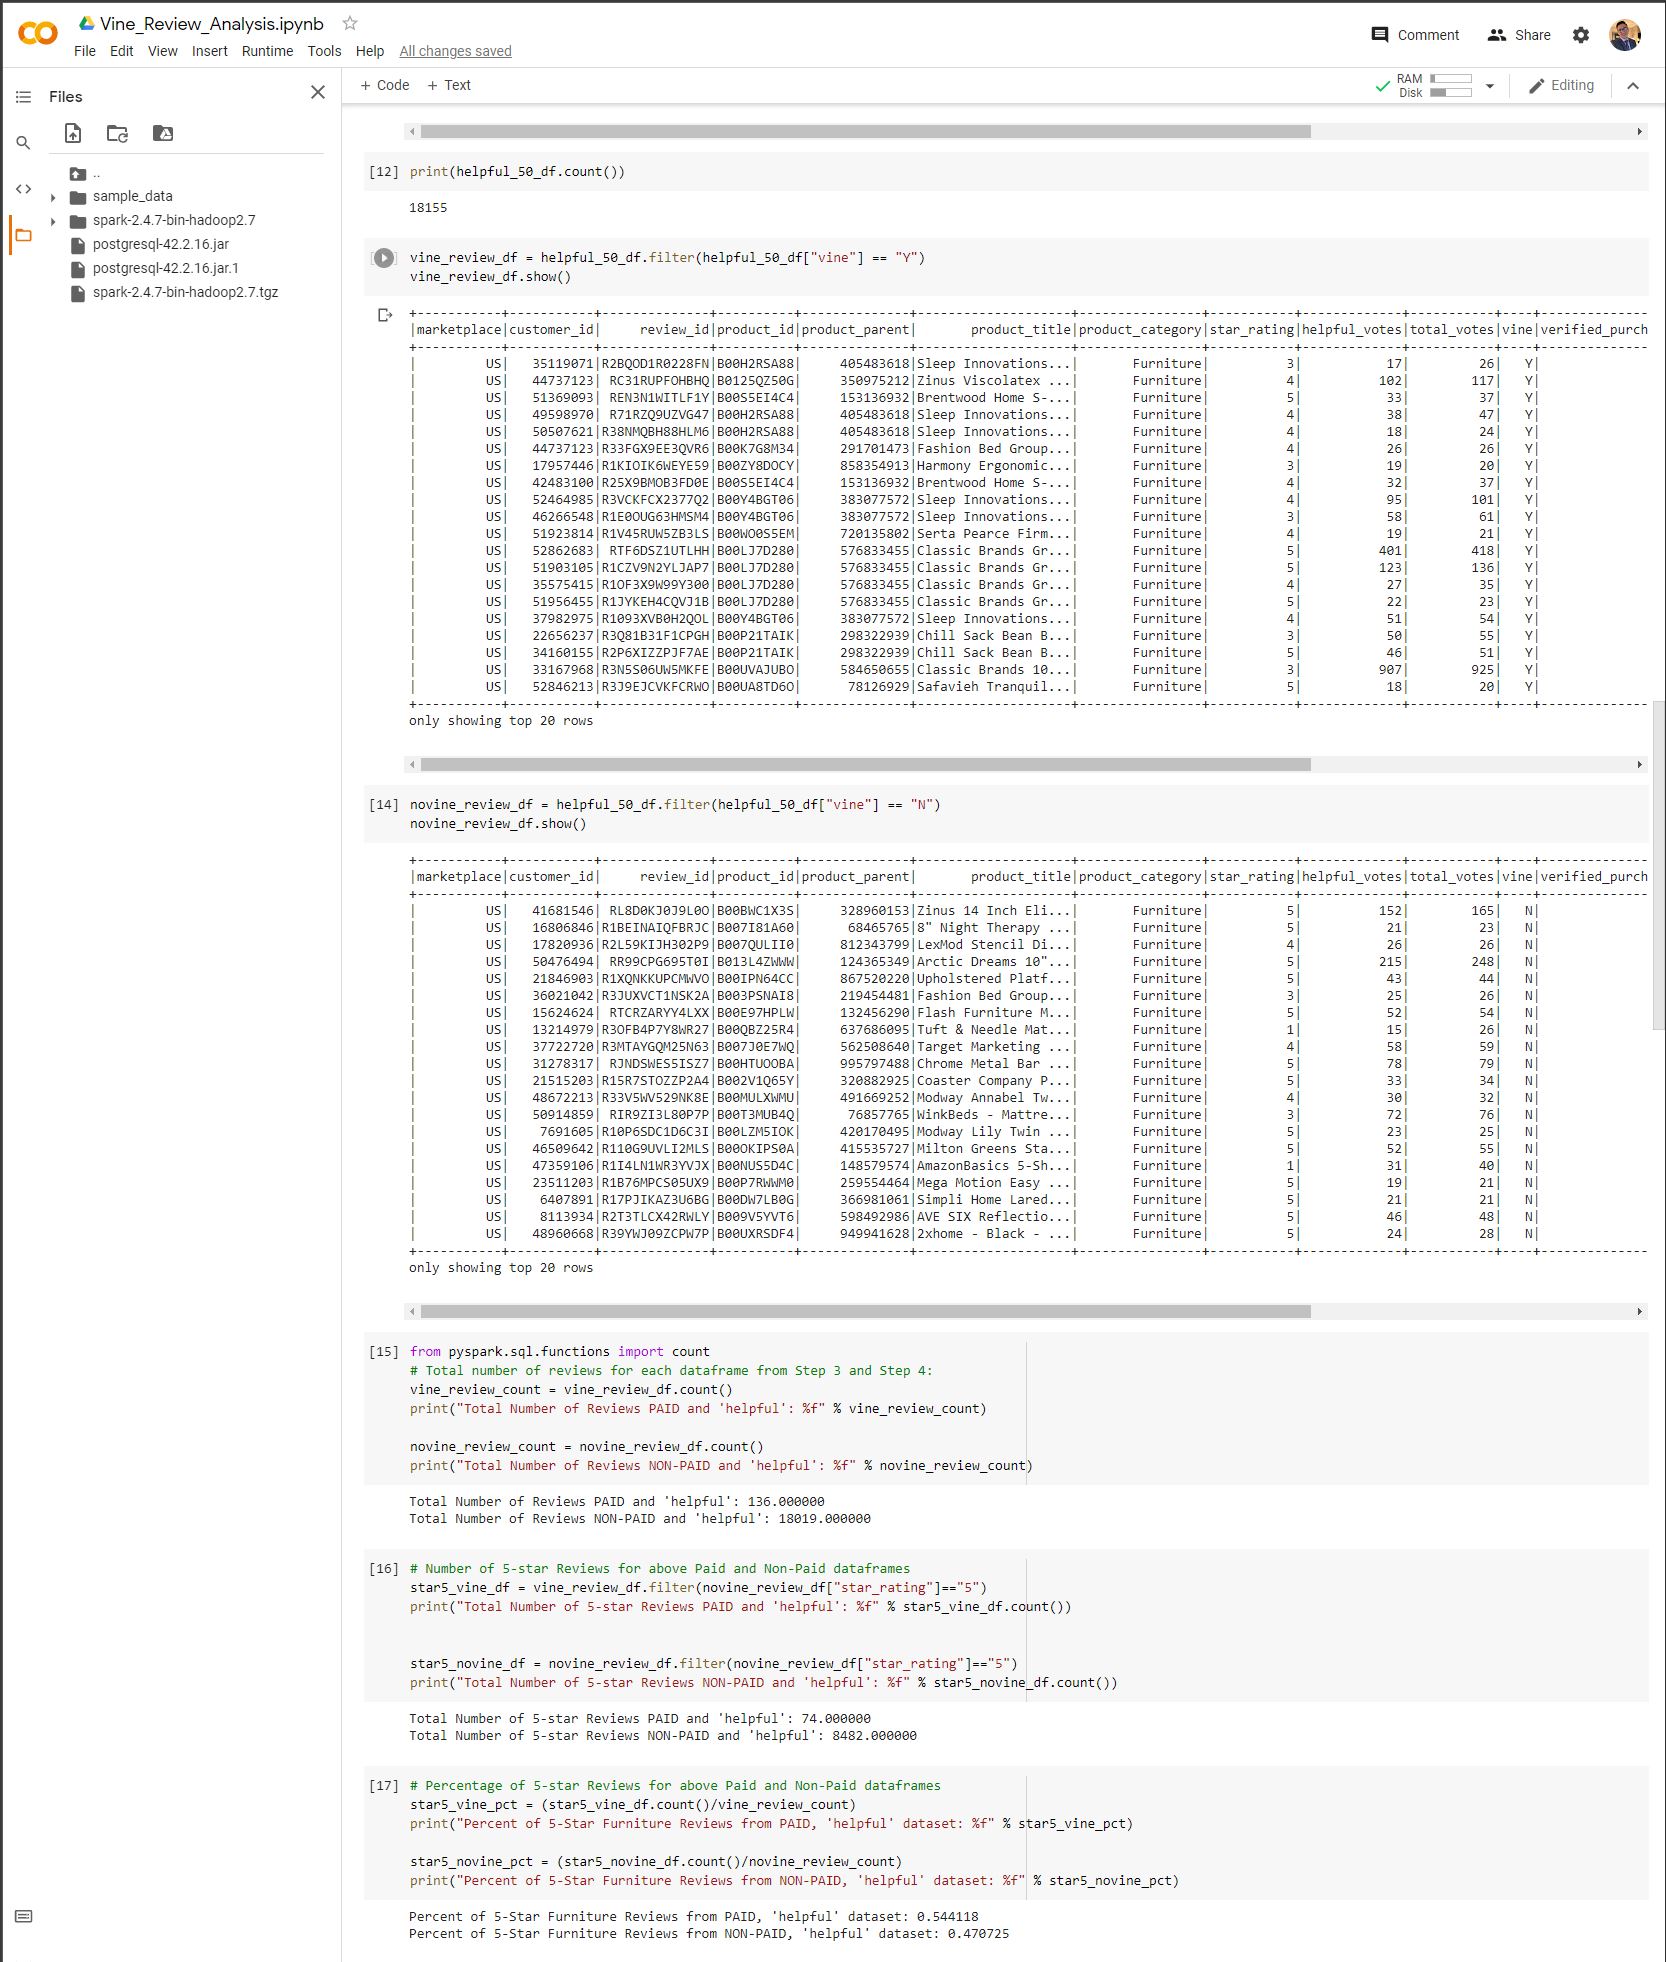 Vine_Review_Analysis.ipynb
File Edit View Insert Runtime Tools Help All changes saved
Comment Share
Files
+ Code + Text
RAM
Disk
Editing
..
sample_data
spark-2.4.7-bin-hadoop2.7
postgresql-42.2.16.jar
postgresql-42.2.16.jar.1
spark-2.4.7-bin-hadoop2.7.tgz
[12] print(helpful_50_df.count())
18155
vine_review_df = helpful_50_df.filter(helpful_50_df["vine"] == "Y")
vine_review_df.show()
+-----------+-----------+--------------+----------+--------------+--------------------+----------------+-----------+-------------+-----------+----+--------------
|marketplace|customer_id|     review_id|product_id|product_parent|       product_title|product_category|star_rating|helpful_votes|total_votes|vine|verified_purch
+-----------+-----------+--------------+----------+--------------+--------------------+----------------+-----------+-------------+-----------+----+--------------
|         US|   35119071|R2BQOD1R0228FN|B00H2RSA88|     405483618|Sleep Innovations...|       Furniture|          3|           17|         26|   Y|
|         US|   44737123| RC31RUPFOHBHQ|B0125QZ50G|     350975212|Zinus Viscolatex ...|       Furniture|          4|          102|        117|   Y|
|         US|   51369093| REN3N1WITLF1Y|B00S5EI4C4|     153136932|Brentwood Home S-...|       Furniture|          5|           33|         37|   Y|
|         US|   49598970| R71RZQ9UZVG47|B00H2RSA88|     405483618|Sleep Innovations...|       Furniture|          4|           38|         47|   Y|
|         US|   50507621|R38NMQBH88HLM6|B00H2RSA88|     405483618|Sleep Innovations...|       Furniture|          4|           18|         24|   Y|
|         US|   44737123|R33FGX9EE3QVR6|B00K7G8M34|     291701473|Fashion Bed Group...|       Furniture|          4|           26|         26|   Y|
|         US|   17957446|R1KIOIK6WEYE59|B00ZY8DOCY|     858354913|Harmony Ergonomic...|       Furniture|          3|           19|         20|   Y|
|         US|   42483100|R25X9BMOB3FD0E|B00S5EI4C4|     153136932|Brentwood Home S-...|       Furniture|          4|           32|         37|   Y|
|         US|   52464985|R3VCKFCX2377Q2|B00Y4BGT06|     383077572|Sleep Innovations...|       Furniture|          4|           95|        101|   Y|
|         US|   46266548|R1E0OUG63HMSM4|B00Y4BGT06|     383077572|Sleep Innovations...|       Furniture|          3|           58|         61|   Y|
|         US|   51923814|R1V45RUW5ZB3LS|B00WO0S5EM|     720135802|Serta Pearce Firm...|       Furniture|          4|           19|         21|   Y|
|         US|   52862683| RTF6DSZ1UTLHH|B00LJ7D280|     576833455|Classic Brands Gr...|       Furniture|          5|          401|        418|   Y|
|         US|   51903105|R1CZV9N2YLJAP7|B00LJ7D280|     576833455|Classic Brands Gr...|       Furniture|          5|          123|        136|   Y|
|         US|   35575415|R1OF3X9W99Y300|B00LJ7D280|     576833455|Classic Brands Gr...|       Furniture|          4|           27|         35|   Y|
|         US|   51956455|R1JYKEH4CQVJ1B|B00LJ7D280|     576833455|Classic Brands Gr...|       Furniture|          5|           22|         23|   Y|
|         US|   37982975|R1093XVB0H2QOL|B00Y4BGT06|     383077572|Sleep Innovations...|       Furniture|          4|           51|         54|   Y|
|         US|   22656237|R3Q81B31F1CPGH|B00P21TAIK|     298322939|Chill Sack Bean B...|       Furniture|          3|           50|         55|   Y|
|         US|   34160155|R2P6XIZZPJF7AE|B00P21TAIK|     298322939|Chill Sack Bean B...|       Furniture|          5|           46|         51|   Y|
|         US|   33167968|R3N5S06UW5MKFE|B00UVAJUBO|     584650655|Classic Brands 10...|       Furniture|          3|          907|        925|   Y|
|         US|   52846213|R3J9EJCVKFCRWO|B00UA8TD6O|      78126929|Safavieh Tranquil...|       Furniture|          5|           18|         20|   Y|
+-----------+-----------+--------------+----------+--------------+--------------------+----------------+-----------+-------------+-----------+----+--------------
only showing top 20 rows
[14] novine_review_df = helpful_50_df.filter(helpful_50_df["vine"] == "N")
novine_review_df.show()
+-----------+-----------+--------------+----------+--------------+--------------------+----------------+-----------+-------------+-----------+----+--------------
|marketplace|customer_id|     review_id|product_id|product_parent|       product_title|product_category|star_rating|helpful_votes|total_votes|vine|verified_purch
+-----------+-----------+--------------+----------+--------------+--------------------+----------------+-----------+-------------+-----------+----+--------------
|         US|   41681546| RL8D0KJ0J9L0O|B00BWC1X3S|     328960153|Zinus 14 Inch Eli...|       Furniture|          5|          152|        165|   N|
|         US|   16806846|R1BEINAIQFBRJC|B007I81A60|      68465765|8" Night Therapy ...|       Furniture|          5|           21|         23|   N|
|         US|   17820936|R2L59KIJH302P9|B007QULII0|     812343799|LexMod Stencil Di...|       Furniture|          4|           26|         26|   N|
|         US|   50476494| RR99CPG695T0I|B013L4ZWWW|     124365349|Arctic Dreams 10"...|       Furniture|          5|          215|        248|   N|
|         US|   21846903|R1XQNKKUPCMWVO|B00IPN64CC|     867520220|Upholstered Platf...|       Furniture|          5|           43|         44|   N|
|         US|   36021042|R3JUXVCT1NSK2A|B003PSNAI8|     219454481|Fashion Bed Group...|       Furniture|          3|           25|         26|   N|
|         US|   15624624| RTCRZARYY4LXX|B00E97HPLW|     132456290|Flash Furniture M...|       Furniture|          5|           52|         54|   N|
|         US|   13214979|R3OFB4P7Y8WR27|B00QBZ25R4|     637686095|Tuft & Needle Mat...|       Furniture|          1|           15|         26|   N|
|         US|   37722720|R3MTAYGQM25N63|B007J0E7WQ|     562508640|Target Marketing ...|       Furniture|          4|           58|         59|   N|
|         US|   31278317| RJNDSWES5ISZ7|B00HTUOOBA|     995797488|Chrome Metal Bar ...|       Furniture|          5|           78|         79|   N|
|         US|   21515203|R15R7STOZZP2A4|B002V1Q65Y|     320882925|Coaster Company P...|       Furniture|          5|           33|         34|   N|
|         US|   48672213|R33V5WV529NK8E|B00MULXWMU|     491669252|Modway Annabel Tw...|       Furniture|          4|           30|         32|   N|
|         US|   50914859| RIR9ZI3L80P7P|B00T3MUB4Q|      76857765|WinkBeds - Mattre...|       Furniture|          3|           72|         76|   N|
|         US|    7691605|R10P6SDC1D6C3I|B00LZM5IOK|     420170495|Modway Lily Twin ...|       Furniture|          5|           23|         25|   N|
|         US|   46509642|R110G9UVLI2MLS|B00OKIPS0A|     415535727|Milton Greens Sta...|       Furniture|          5|           52|         55|   N|
|         US|   47359106|R1I4LN1WR3YVJX|B00NUS5D4C|     148579574|AmazonBasics 5-Sh...|       Furniture|          1|           31|         40|   N|
|         US|   23511203|R1B76MPCS05UX9|B00P7RWWM0|     259554464|Mega Motion Easy ...|       Furniture|          5|           19|         21|   N|
|         US|    6407891|R17PJIKAZ3U6BG|B00DW7LB0G|     366981061|Simpli Home Lared...|       Furniture|          5|           21|         21|   N|
|         US|    8113934|R2T3TLCX42RWLY|B009V5YVT6|     598492986|AVE SIX Reflectio...|       Furniture|          5|           46|         48|   N|
|         US|   48960668|R39YWJ09ZCPW7P|B00UXRSDF4|     949941628|2xhome - Black - ...|       Furniture|          5|           24|         28|   N|
+-----------+-----------+--------------+----------+--------------+--------------------+----------------+-----------+-------------+-----------+----+--------------
only showing top 20 rows
[15] from pyspark.sql.functions import count
# Total number of reviews for each dataframe from Step 3 and Step 4:
vine_review_count = vine_review_df.count()
print("Total Number of Reviews PAID and 'helpful': %f" % vine_review_count)
novine_review_count = novine_review_df.count()
print("Total Number of Reviews NON-PAID and 'helpful': %f" % novine_review_count)
Total Number of Reviews PAID and 'helpful': 136.000000
Total Number of Reviews NON-PAID and 'helpful': 18019.000000
[16] # Number of 5-star Reviews for above Paid and Non-Paid dataframes
star5_vine_df = vine_review_df.filter(novine_review_df["star_rating"]=="5")
print("Total Number of 5-star Reviews PAID and 'helpful': %f" % star5_vine_df.count())
star5_novine_df = novine_review_df.filter(novine_review_df["star_rating"]=="5")
print("Total Number of 5-star Reviews NON-PAID and 'helpful': %f" % star5_novine_df.count())
Total Number of 5-star Reviews PAID and 'helpful': 74.000000
Total Number of 5-star Reviews NON-PAID and 'helpful': 8482.000000
[17] # Percentage of 5-star Reviews for above Paid and Non-Paid dataframes
star5_vine_pct = (star5_vine_df.count()/vine_review_count)
print("Percent of 5-Star Furniture Reviews from PAID, 'helpful' dataset: %f" % star5_vine_pct)
star5_novine_pct = (star5_novine_df.count()/novine_review_count)
print("Percent of 5-Star Furniture Reviews from NON-PAID, 'helpful' dataset: %f" % star5_novine_pct)
Percent of 5-Star Furniture Reviews from PAID, 'helpful' dataset: 0.544118
Percent of 5-Star Furniture Reviews from NON-PAID, 'helpful' dataset: 0.470725